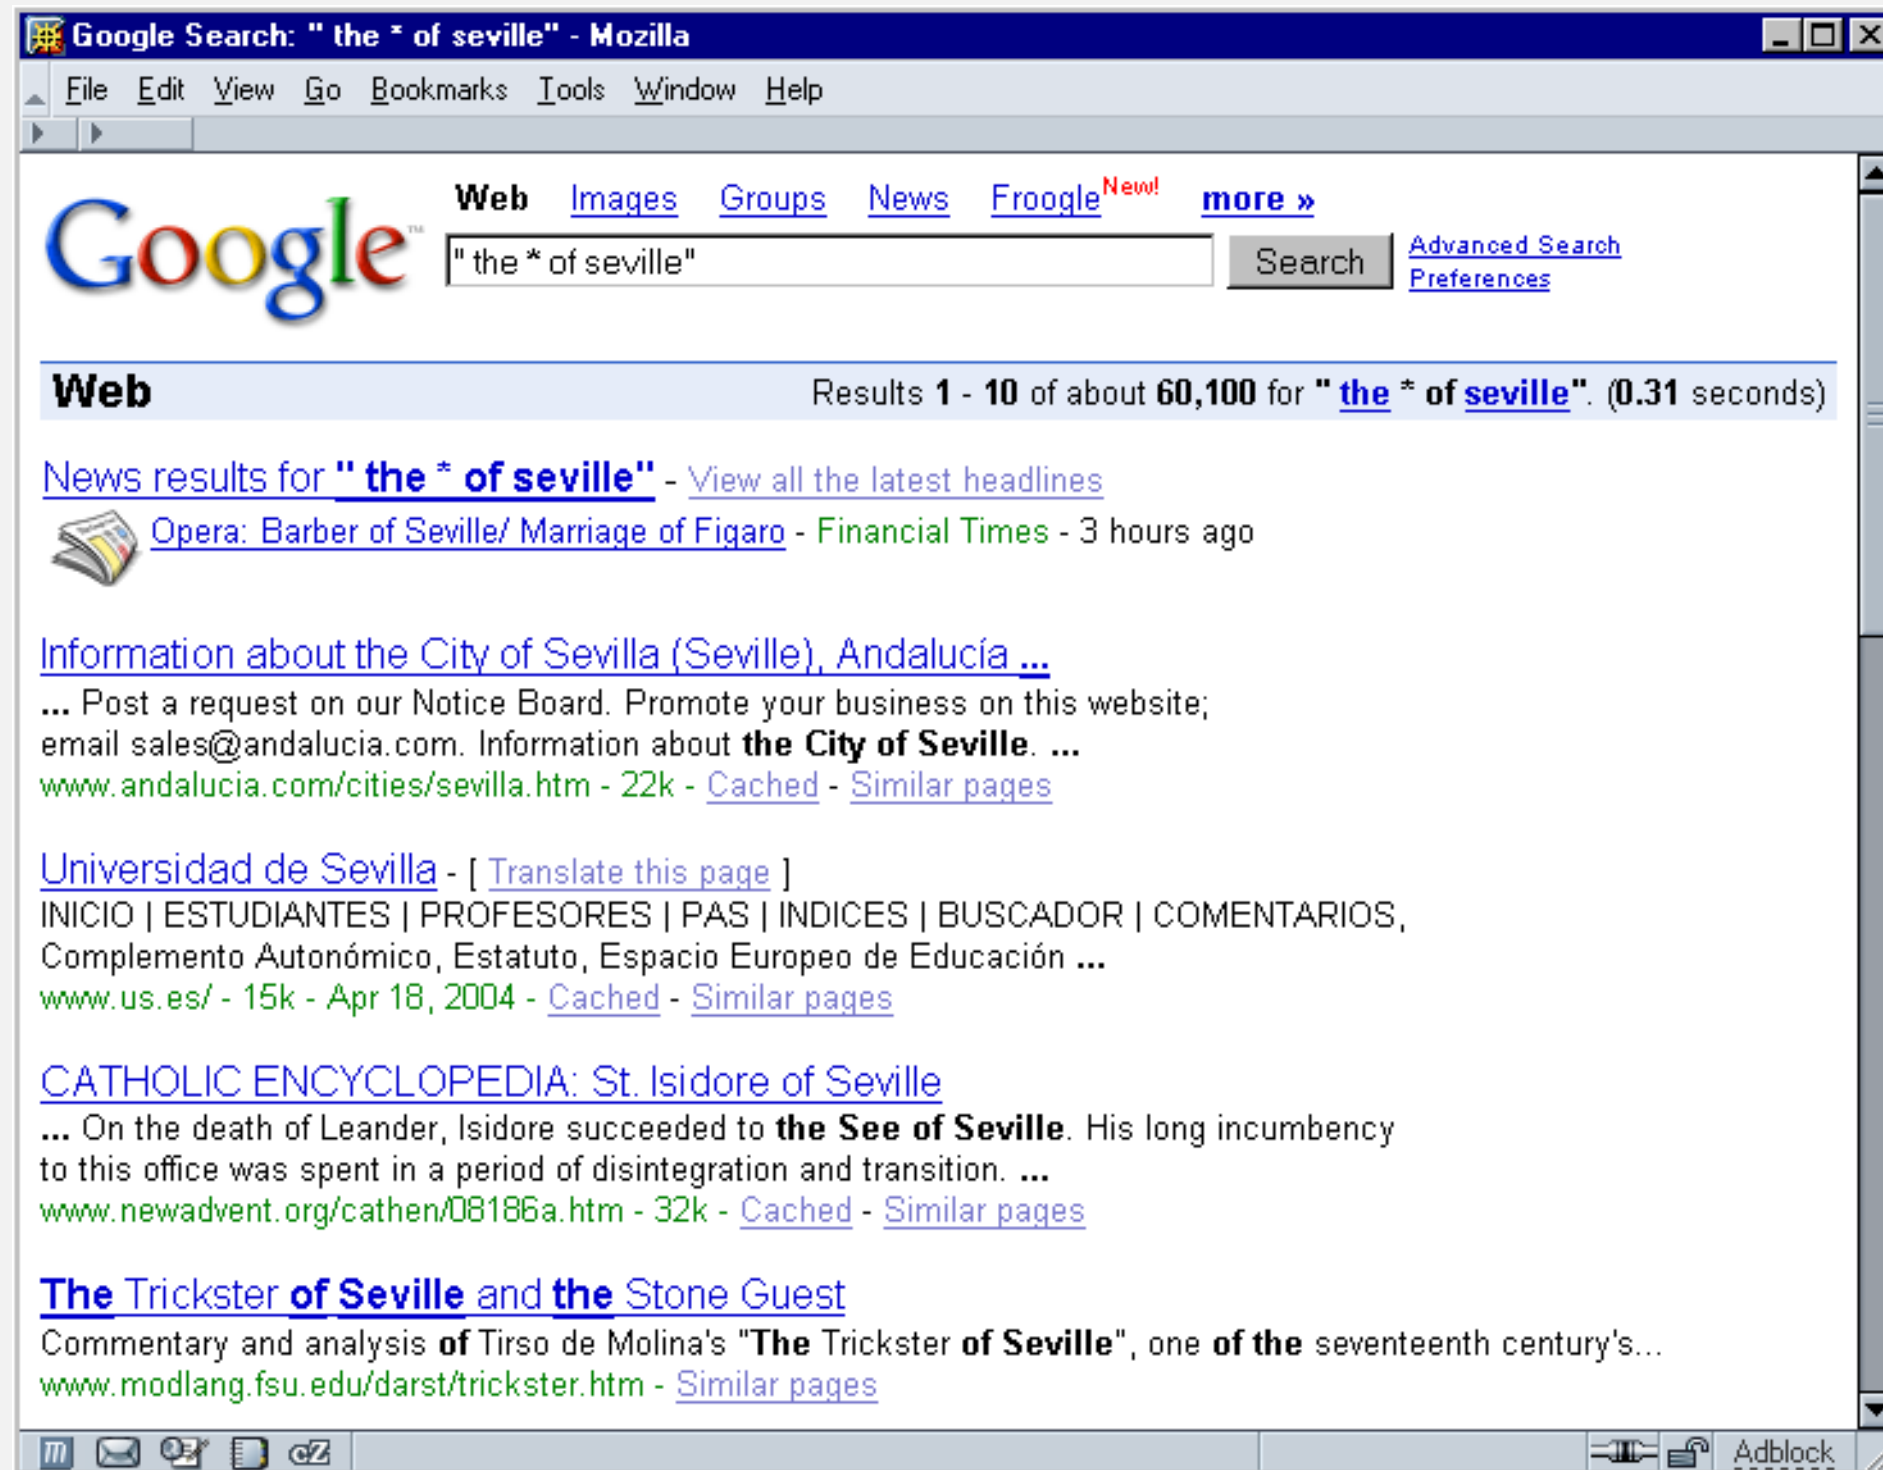 Google Search: " the * of seville" - Mozilla
File Edit View Go Bookmarks Tools Window Help
Web Images Groups News Froogle New! more »
Google™
" the * of seville" Search Advanced Search
Preferences
Web Results 1 - 10 of about 60,100 for " the * of seville". (0.31 seconds)
News results for " the * of seville" - View all the latest headlines
Opera: Barber of Seville/ Marriage of Figaro - Financial Times - 3 hours ago
Information about the City of Sevilla (Seville), Andalucía ...
... Post a request on our Notice Board. Promote your business on this website;
email sales@andalucia.com. Information about the City of Seville. ...
www.andalucia.com/cities/sevilla.htm - 22k - Cached - Similar pages
Universidad de Sevilla - [ Translate this page ]
INICIO | ESTUDIANTES | PROFESORES | PAS | INDICES | BUSCADOR | COMENTARIOS,
Complemento Autonómico, Estatuto, Espacio Europeo de Educación ...
www.us.es/ - 15k - Apr 18, 2004 - Cached - Similar pages
CATHOLIC ENCYCLOPEDIA: St. Isidore of Seville
... On the death of Leander, Isidore succeeded to the See of Seville. His long incumbency
to this office was spent in a period of disintegration and transition. ...
www.newadvent.org/cathen/08186a.htm - 32k - Cached - Similar pages
The Trickster of Seville and the Stone Guest
Commentary and analysis of Tirso de Molina's "The Trickster of Seville", one of the seventeenth century's...
www.modlang.fsu.edu/darst/trickster.htm - Similar pages
m cZ Adblock